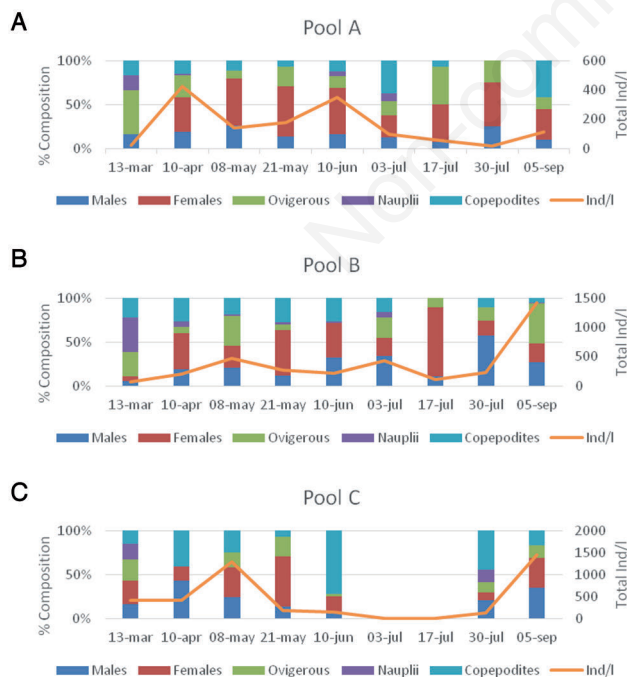 A
Pool A
% Composition
100%
50%
0%
600
400
200
0
Total Ind/l
13-mar 10-apr 08-may 21-may 10-jun 03-jul 17-jul 30-jul 05-sep
Males Females Ovigerous Nauplii Copepodites Ind/l
B
Pool B
% Composition
100%
50%
0%
1500
1000
500
0
Total Ind/l
13-mar 10-apr 08-may 21-may 10-jun 03-jul 17-jul 30-jul 05-sep
Males Females Ovigerous Nauplii Copepodites Ind/l
C
Pool C
% Composition
100%
50%
0%
2000
1500
1000
500
0
Total Ind/l
13-mar 10-apr 08-may 21-may 10-jun 03-jul 17-jul 30-jul 05-sep
Males Females Ovigerous Nauplii Copepodites Ind/l
Non-comm